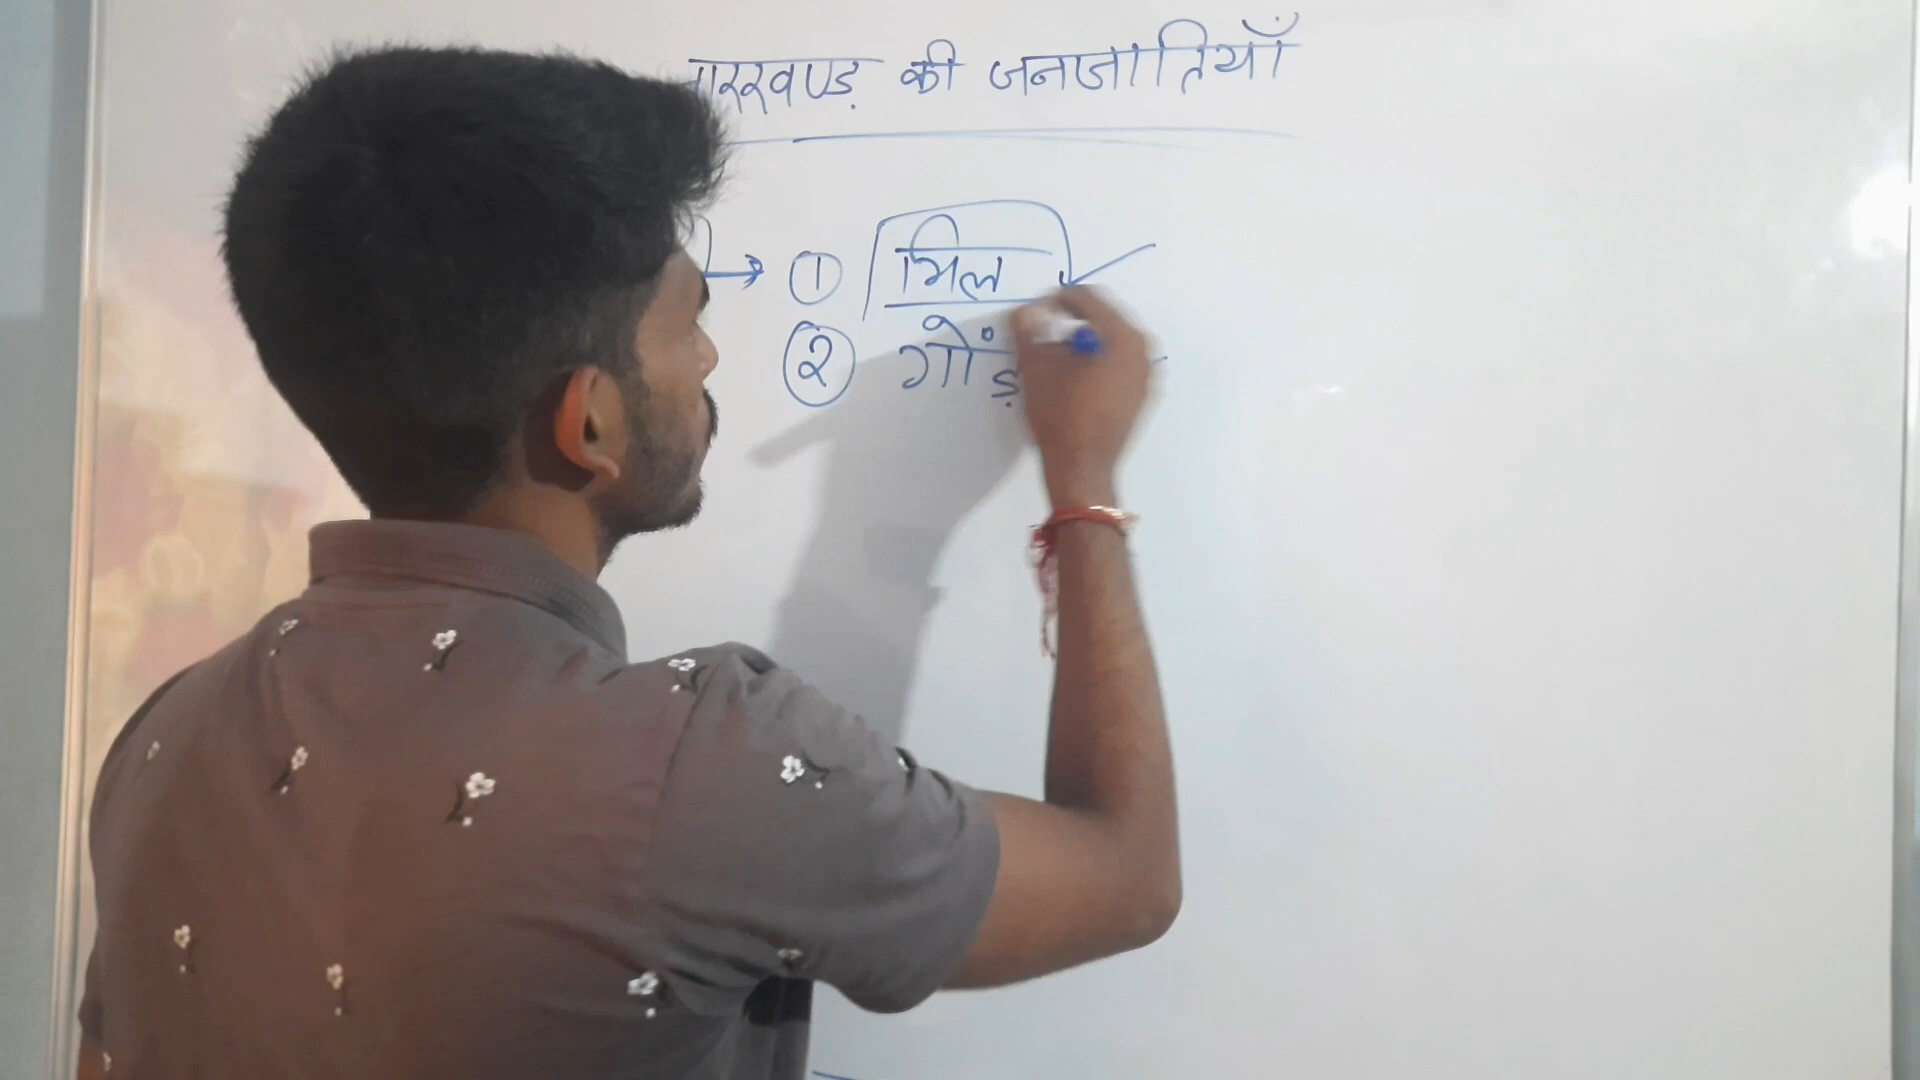 की जनजातियाँ
→ ① भिल
② गोंड़